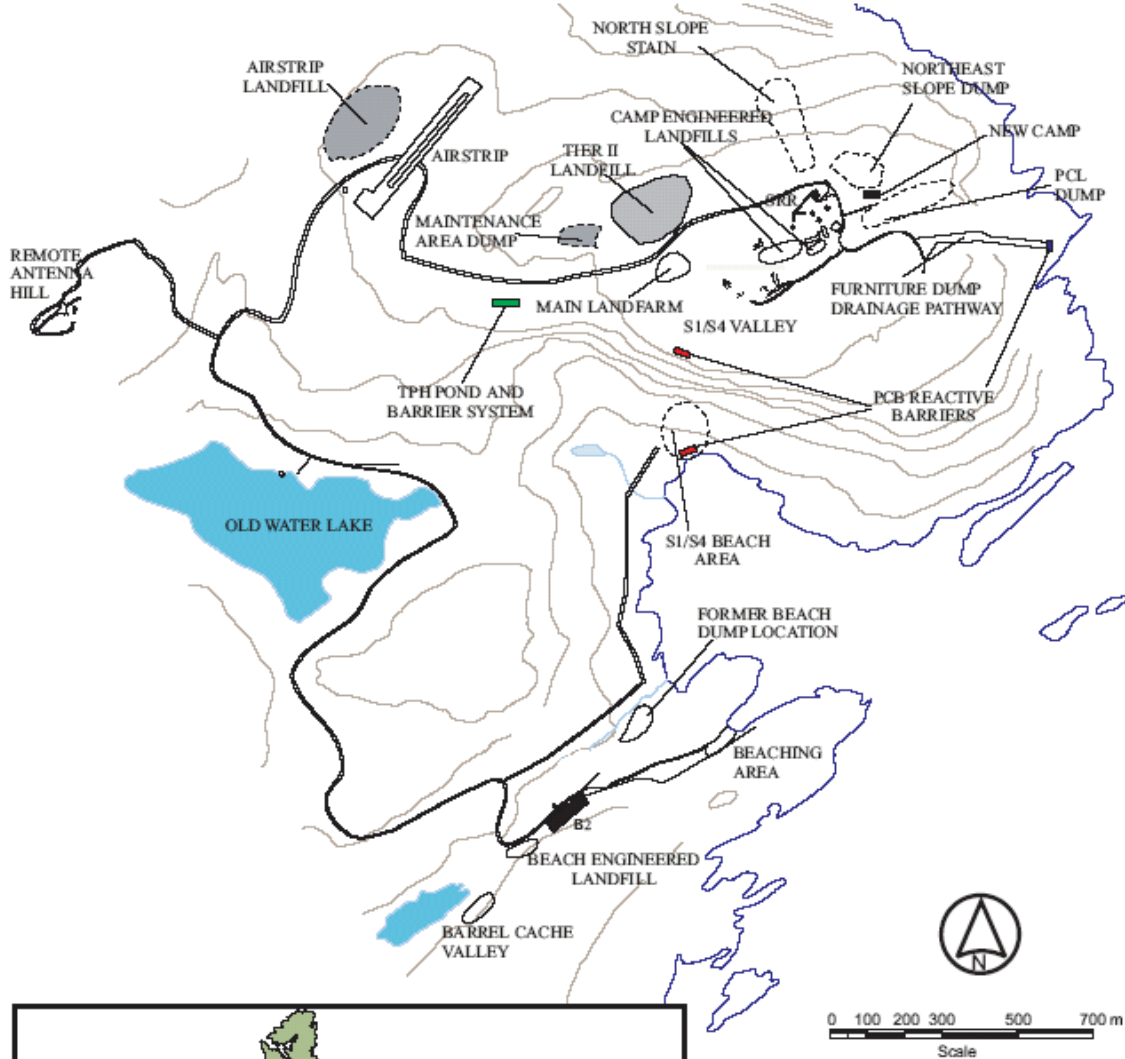 NORTH SLOPE
STAIN
AIRSTRIP
LANDFILL
NORTHEAST
SLOPE DUMP
CAMP ENGINEERED
LANDFILLS
NEW CAMP
AIRSTRIP
TIER II
LANDFILL
PCL
DUMP
SRR
MAINTENANCE
AREA DUMP
REMOTE
ANTENNA
HILL
FURNITURE DUMP
DRAINAGE PATHWAY
MAIN LANDFARM
S1/S4 VALLEY
TPH POND AND
BARRIER SYSTEM
PCB REACTIVE
BARRIERS
OLD WATER LAKE
S1/S4 BEACH
AREA
FORMER BEACH
DUMP LOCATION
BEACHING
AREA
B2
BEACH ENGINEERED
LANDFILL
BARREL CACHE
VALLEY
N
0 100 200 300 500 700 m
Scale